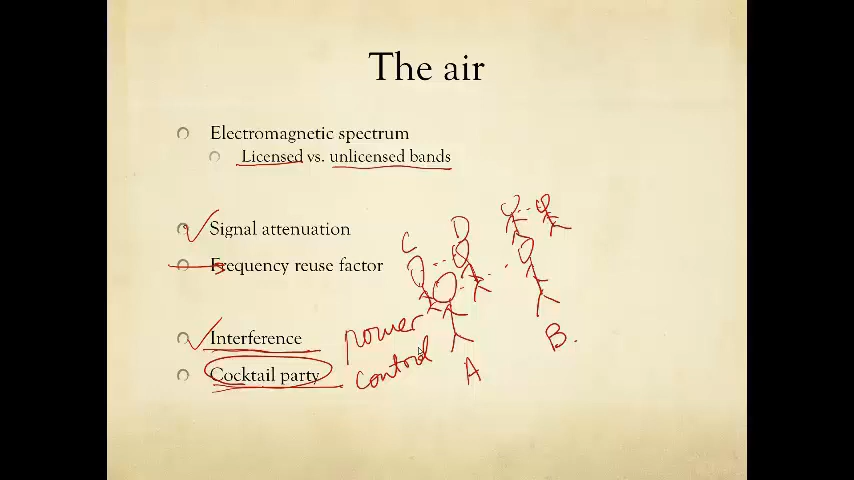 The air
Electromagnetic spectrum
Licensed vs. unlicensed bands
Signal attenuation
C D
Frequency reuse factor
Interference
power
B.
Cocktail party
control
A